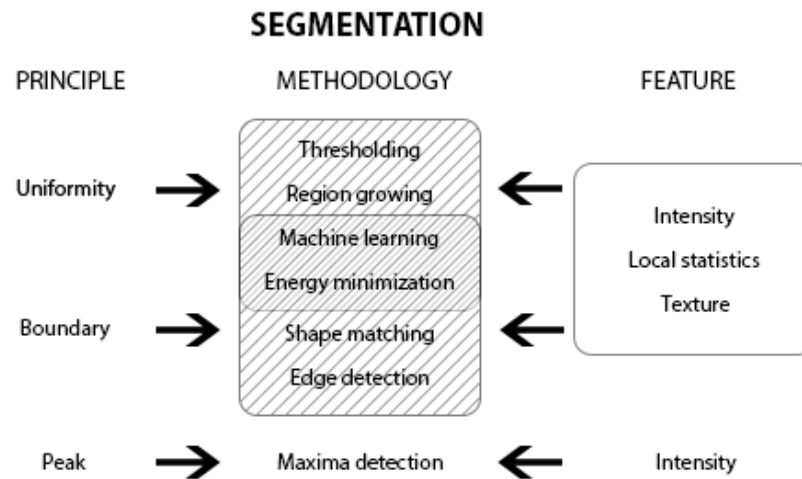 SEGMENTATION
PRINCIPLE METHODOLOGY FEATURE
Thresholding
Uniformity Region growing
Machine learning
Energy minimization
Intensity
Local statistics
Texture
Boundary Shape matching
Edge detection
Peak Maxima detection Intensity